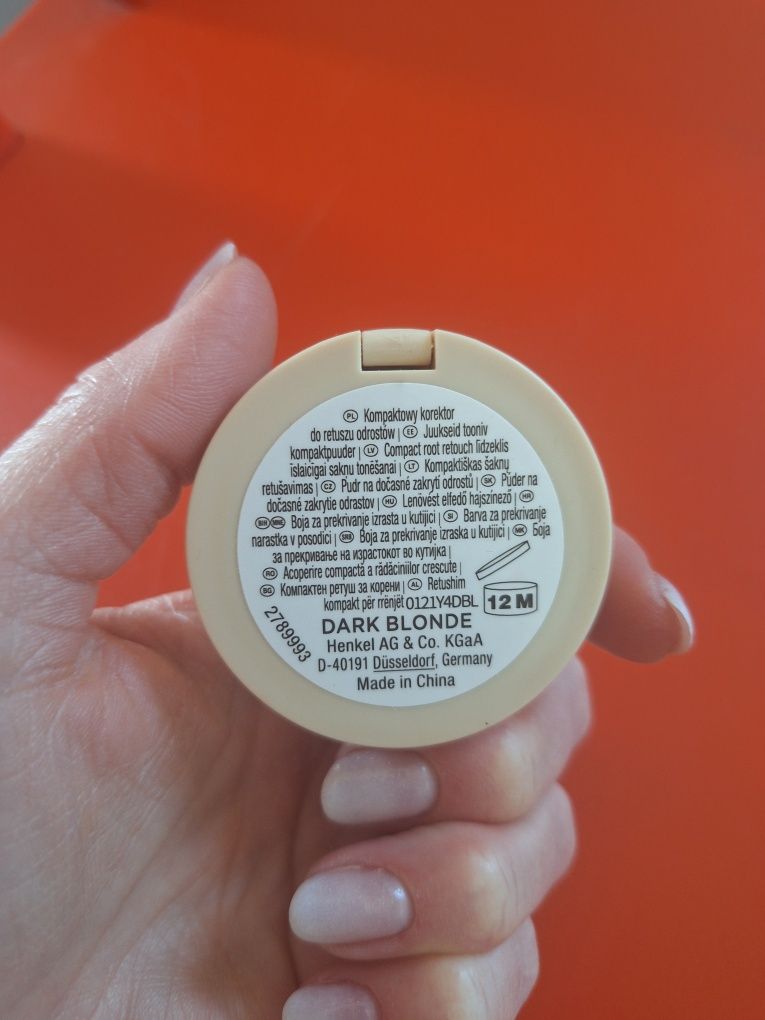 PL Kompaktowy korektor
do retuszu odrostów | EE Juukseid tooniv
kompaktpuuder | LV Compact root retouch līdzeklis
īslaicīgai sakņu tonēšanai | LT Kompaktiškas šaknų
retušavimas | CZ Pudr na dočasné zakrytí odrostů | SK Púder na
dočasné zakrytie odrastov | HU Lenövést elfedő hajszínező | HR
BIH MNE Boja za prekrivanje izrasta u kutijici | SI Barva za prekrivanje
narastka v posodici | SRB Boja za prekrivanje izraska u kutijici | MK Боја
за прекривање на израстокот во кутијка |
RO Acoperire compactă a rădăciniilor crescute |
BG Компактен ретуш за корени | AL Retushim
kompakt për rrënjët 0121Y4DBL
12 M
2789993
DARK BLONDE
Henkel AG & Co. KGaA
D-40191 Düsseldorf, Germany
Made in China